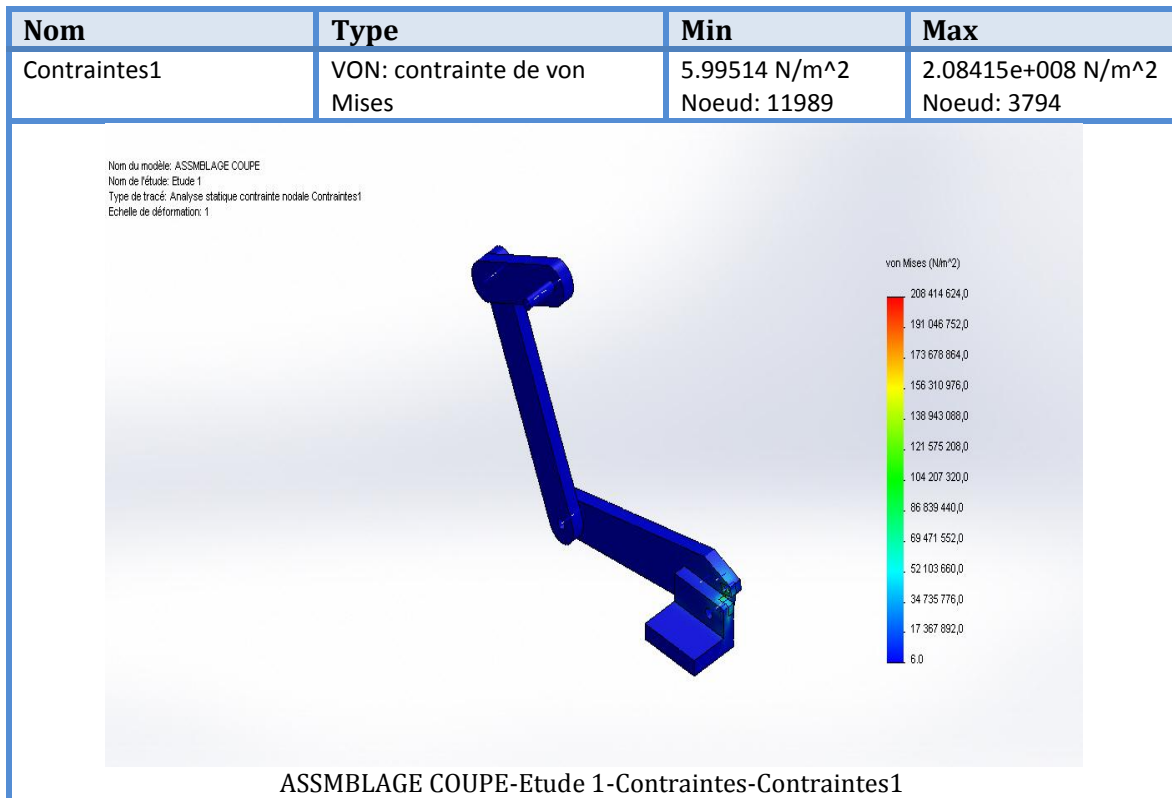 Nom Type Min Max
Contraintes1 VON: contrainte de von 5.99514 N/m^2 2.08415e+008 N/m^2
Mises Noeud: 11989 Noeud: 3794
Nom du modèle: ASSMBLAGE COUPE
Nom de l'étude: Etude 1
Type de tracé: Analyse statique contrainte nodale Contraintes1
Echelle de déformation: 1
von Mises (N/m^2)
208 414 624,0
191 046 752,0
173 678 864,0
156 310 976,0
138 943 088,0
121 575 208,0
104 207 320,0
86 839 440,0
69 471 552,0
52 103 660,0
34 735 776,0
17 367 892,0
6.0
ASSMBLAGE COUPE-Etude 1-Contraintes-Contraintes1